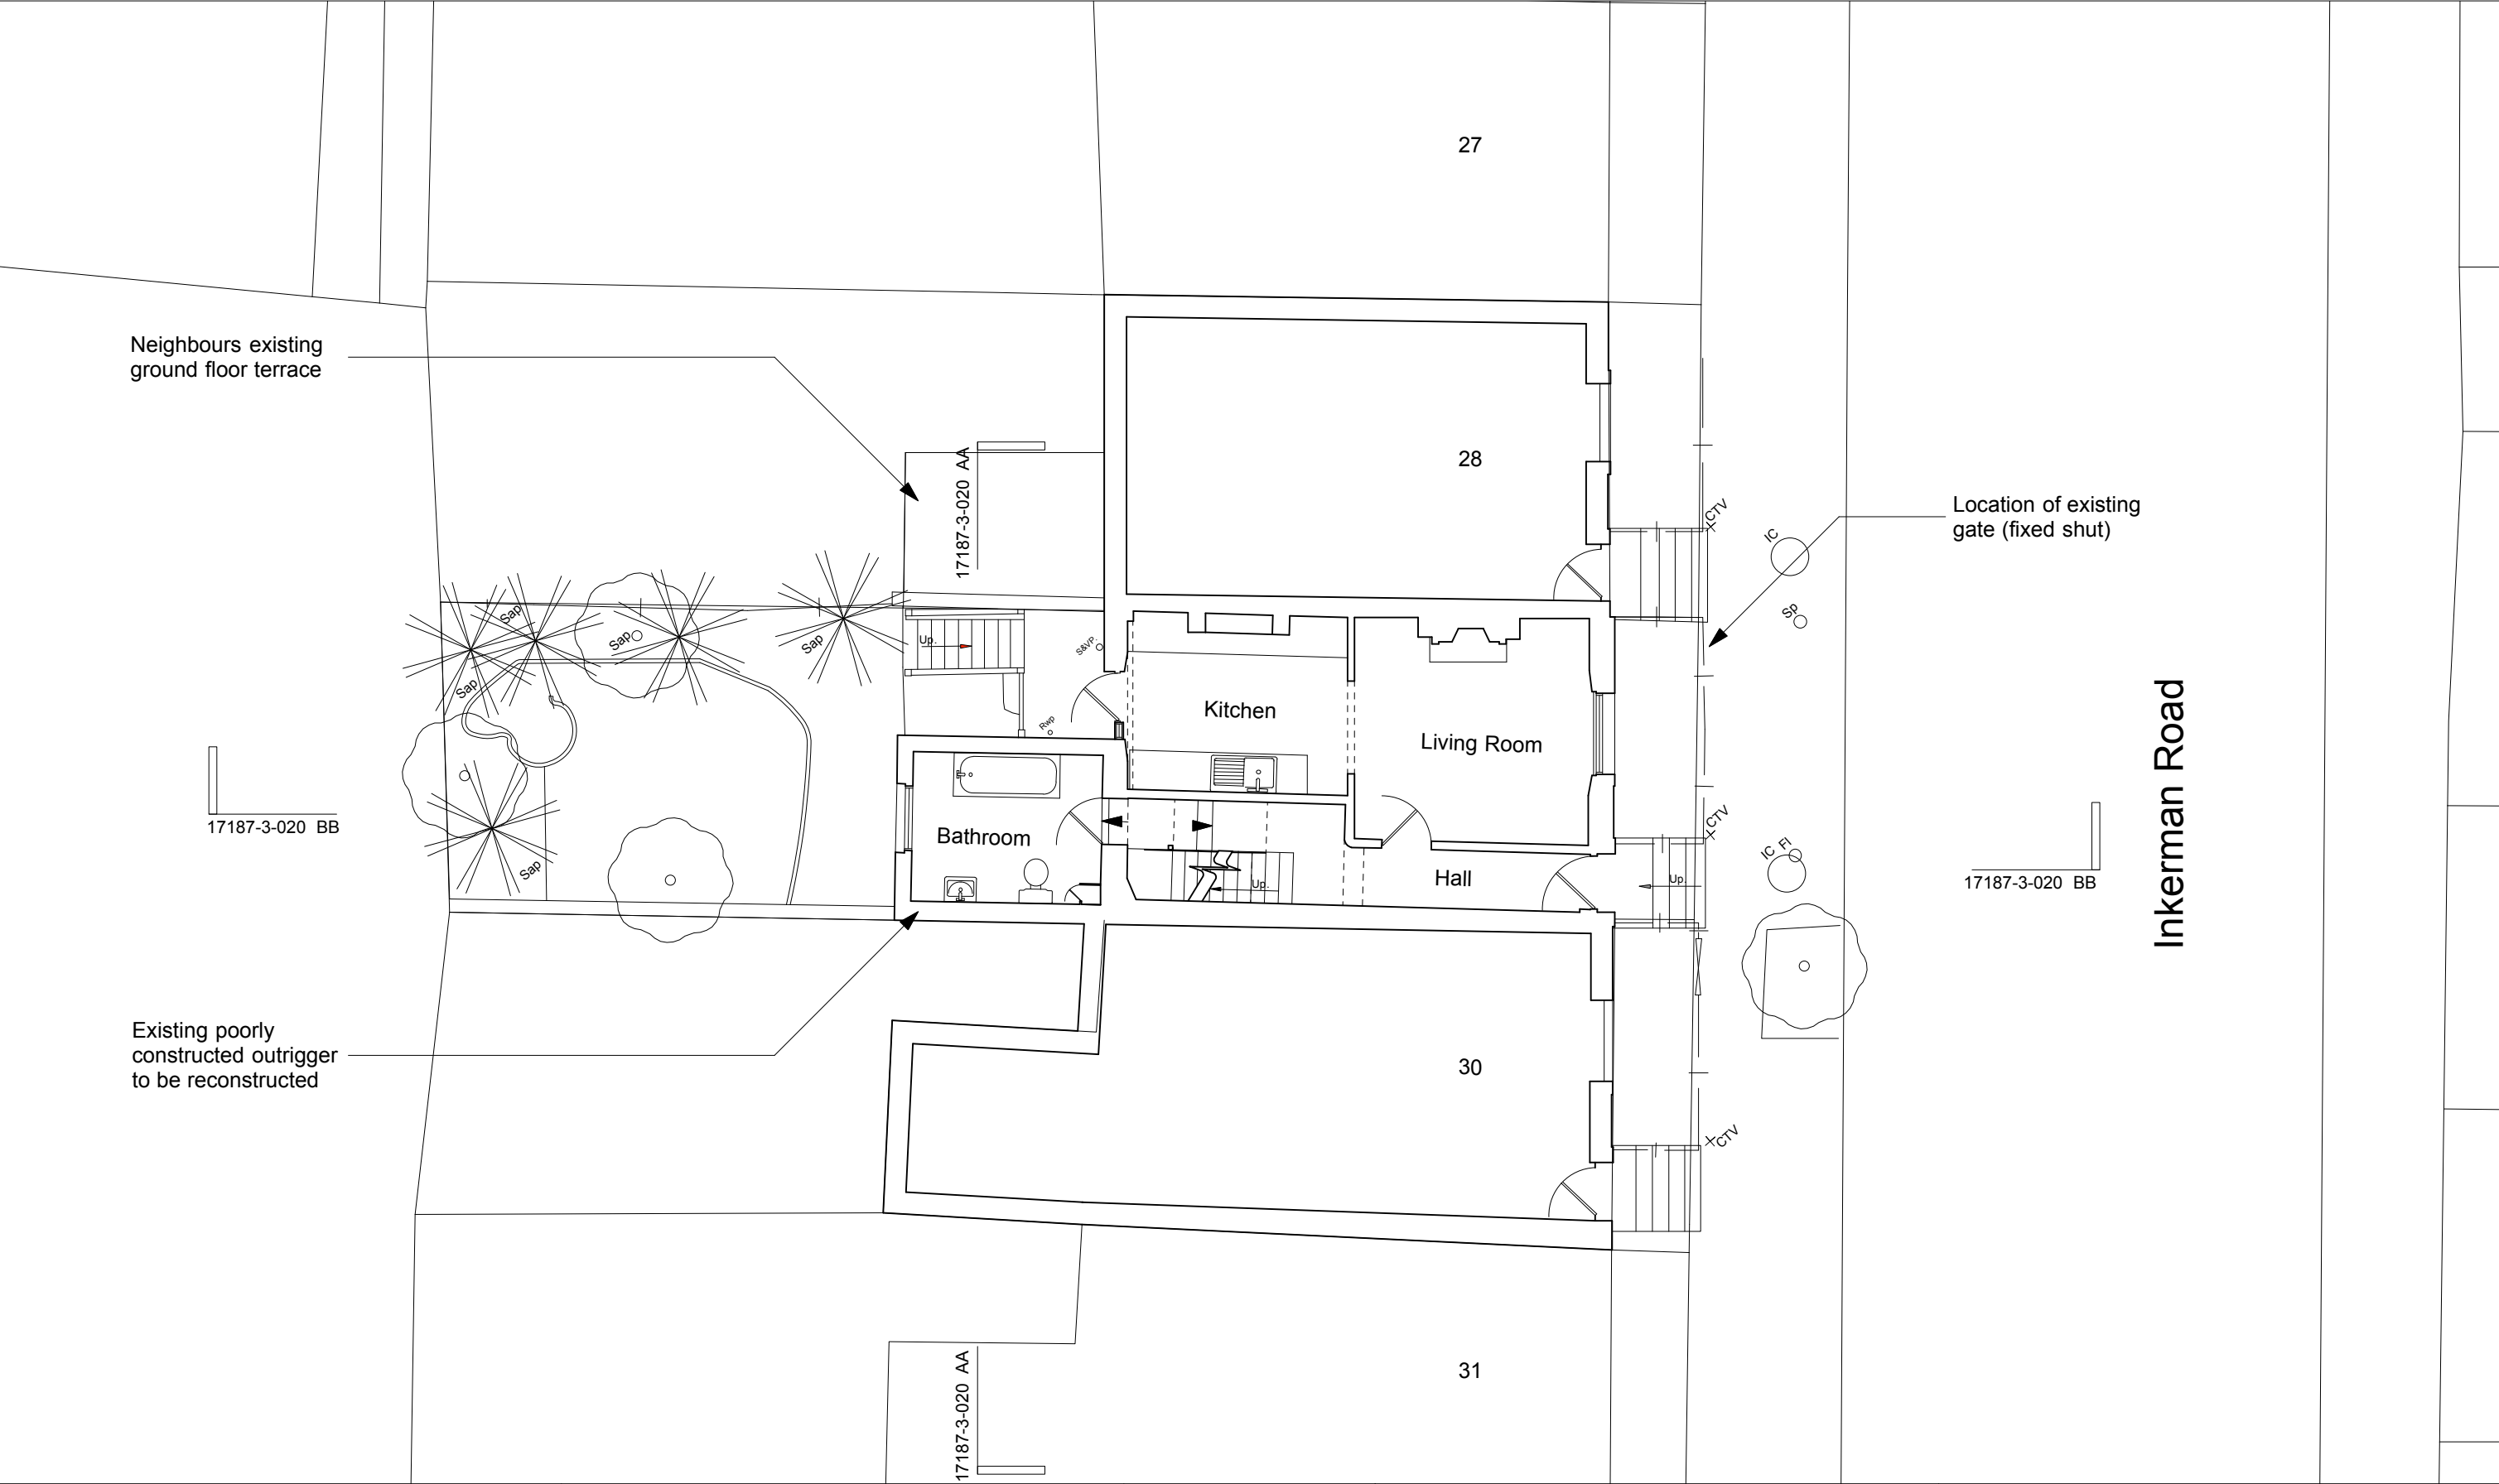 27
Neighbours existing
ground floor terrace
17187-3-020 AA
28
CTV
Location of existing
gate (fixed shut)
IC
Sp
Sap
Sap
Sap
Sap
Up.
S&VP.
Rwp
Kitchen
Living Room
Inkerman Road
17187-3-020 BB
Bathroom
CTV
IC FI
Up.
Hall
Up.
17187-3-020 BB
Sap
Existing poorly
constructed outrigger
to be reconstructed
30
CTV
17187-3-020 AA
31